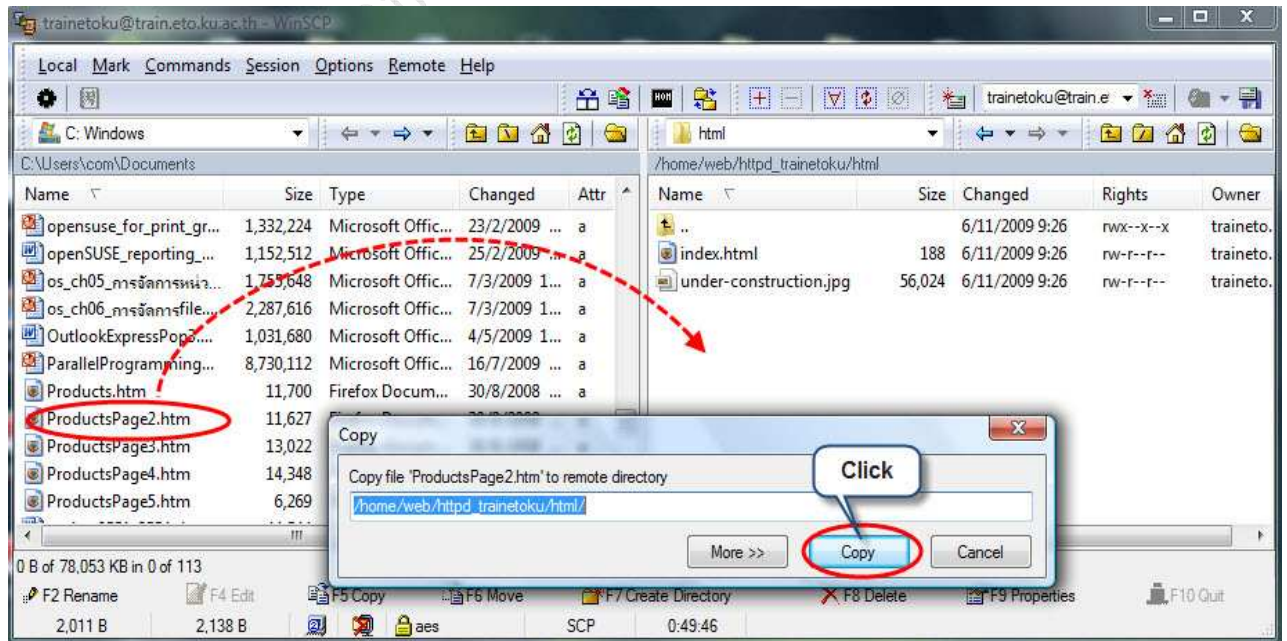 trainetoku@train.eto.ku.ac.th - WinSCP
Local Mark Commands Session Options Remote Help
trainetoku@train.e
C: Windows
html
C:\Users\com\Documents
/home/web/httpd_trainetoku/html
Name Size Type Changed Attr
Name Size Changed Rights Owner
opensuse_for_print_gr... 1,332,224 Microsoft Offic... 23/2/2009 ... a
.. 6/11/2009 9:26 rwx--x--x traineto.
openSUSE_reporting_... 1,152,512 Microsoft Offic... 25/2/2009 ... a
index.html 188 6/11/2009 9:26 rw-r--r-- traineto.
os_ch05_การจัดการหน่ว... 1,755,648 Microsoft Offic... 7/3/2009 1... a
under-construction.jpg 56,024 6/11/2009 9:26 rw-r--r-- traineto.
os_ch06_การจัดการfile... 2,287,616 Microsoft Offic... 7/3/2009 1... a
OutlookExpressPop3.... 1,031,680 Microsoft Offic... 4/5/2009 1... a
ParallelProgramming... 8,730,112 Microsoft Offic... 16/7/2009 ... a
Products.htm 11,700 Firefox Docum... 30/8/2008 ... a
ProductsPage2.htm 11,627
ProductsPage3.htm 13,022
ProductsPage4.htm 14,348
ProductsPage5.htm 6,269
Copy
Copy file 'ProductsPage2.htm' to remote directory
/home/web/httpd_trainetoku/html/
Click
More >> Copy Cancel
0 B of 78,053 KB in 0 of 113
F2 Rename F4 Edit F5 Copy F6 Move F7 Create Directory F8 Delete F9 Properties F10 Quit
2,011 B 2,138 B aes SCP 0:49:46